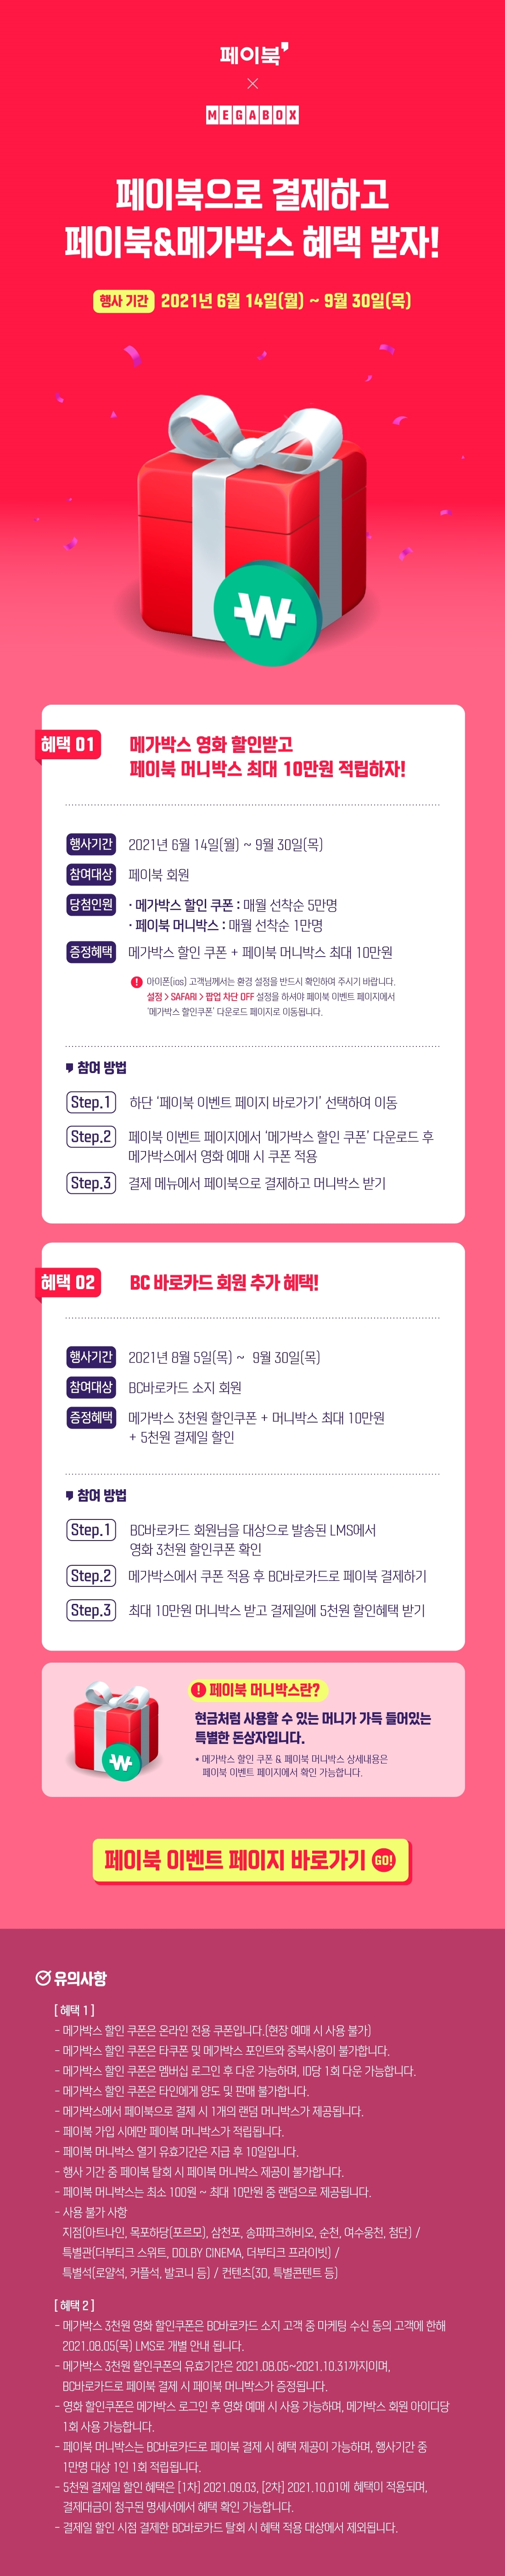 페이북
×
MEGABOX
페이북으로 결제하고
페이북&메가박스 혜택 받자!
행사 기간 2021년 6월 14일(월) ~ 9월 30일(목)
₩
혜택 01
메가박스 영화 할인받고
페이북 머니박스 최대 10만원 적립하자!
행사기간 2021년 6월 14일(월) ~ 9월 30일(목)
참여대상 페이북 회원
당첨인원 · 메가박스 할인 쿠폰 : 매월 선착순 5만명
· 페이북 머니박스 : 매월 선착순 1만명
증정혜택 메가박스 할인 쿠폰 + 페이북 머니박스 최대 10만원
! 아이폰(ios) 고객님께서는 환경 설정을 반드시 확인하여 주시기 바랍니다.
설정 > SAFARI > 팝업 차단 OFF 설정을 하셔야 페이북 이벤트 페이지에서
'메가박스 할인쿠폰' 다운로드 페이지로 이동됩니다.
참여 방법
Step.1 하단 '페이북 이벤트 페이지 바로가기' 선택하여 이동
Step.2 페이북 이벤트 페이지에서 '메가박스 할인 쿠폰' 다운로드 후
메가박스에서 영화 예매 시 쿠폰 적용
Step.3 결제 메뉴에서 페이북으로 결제하고 머니박스 받기
혜택 02
BC 바로카드 회원 추가 혜택!
행사기간 2021년 8월 5일(목) ~ 9월 30일(목)
참여대상 BC바로카드 소지 회원
증정혜택 메가박스 3천원 할인쿠폰 + 머니박스 최대 10만원
+ 5천원 결제일 할인
참여 방법
Step.1 BC바로카드 회원님을 대상으로 발송된 LMS에서
영화 3천원 할인쿠폰 확인
Step.2 메가박스에서 쿠폰 적용 후 BC바로카드로 페이북 결제하기
Step.3 최대 10만원 머니박스 받고 결제일에 5천원 할인혜택 받기
! 페이북 머니박스란?
현금처럼 사용할 수 있는 머니가 가득 들어있는
특별한 돈상자입니다.
* 메가박스 할인 쿠폰 & 페이북 머니박스 상세내용은
페이북 이벤트 페이지에서 확인 가능합니다.
₩
페이북 이벤트 페이지 바로가기 GO!
유의사항
[ 혜택 1 ]
- 메가박스 할인 쿠폰은 온라인 전용 쿠폰입니다.(현장 예매 시 사용 불가)
- 메가박스 할인 쿠폰은 타쿠폰 및 메가박스 포인트와 중복사용이 불가합니다.
- 메가박스 할인 쿠폰은 멤버십 로그인 후 다운 가능하며, ID당 1회 다운 가능합니다.
- 메가박스 할인 쿠폰은 타인에게 양도 및 판매 불가합니다.
- 메가박스에서 페이북으로 결제 시 1개의 랜덤 머니박스가 제공됩니다.
- 페이북 가입 시에만 페이북 머니박스가 적립됩니다.
- 페이북 머니박스 열기 유효기간은 지급 후 10일입니다.
- 행사 기간 중 페이북 탈회 시 페이북 머니박스 제공이 불가합니다.
- 페이북 머니박스는 최소 100원 ~ 최대 10만원 중 랜덤으로 제공됩니다.
- 사용 불가 사항
지점(아트나인, 목포하당(포르모), 삼천포, 송파파크하비오, 순천, 여수웅천, 첨단) /
특별관(더부티크 스위트, DOLBY CINEMA, 더부티크 프라이빗) /
특별석(로얄석, 커플석, 발코니 등) / 컨텐츠(3D, 특별콘텐트 등)
[ 혜택 2 ]
- 메가박스 3천원 영화 할인쿠폰은 BC바로카드 소지 고객 중 마케팅 수신 동의 고객에 한해
2021.08.05(목) LMS로 개별 안내 됩니다.
- 메가박스 3천원 할인쿠폰의 유효기간은 2021.08.05~2021.10.31까지이며,
BC바로카드로 페이북 결제 시 페이북 머니박스가 증정됩니다.
- 영화 할인쿠폰은 메가박스 로그인 후 영화 예매 시 사용 가능하며, 메가박스 회원 아이디당
1회 사용 가능합니다.
- 페이북 머니박스는 BC바로카드로 페이북 결제 시 혜택 제공이 가능하며, 행사기간 중
1만명 대상 1인 1회 적립됩니다.
- 5천원 결제일 할인 혜택은 [1차] 2021.09.03, [2차] 2021.10.01에 혜택이 적용되며,
결제대금이 청구된 명세서에서 혜택 확인 가능합니다.
- 결제일 할인 시점 결제한 BC바로카드 탈회 시 혜택 적용 대상에서 제외됩니다.